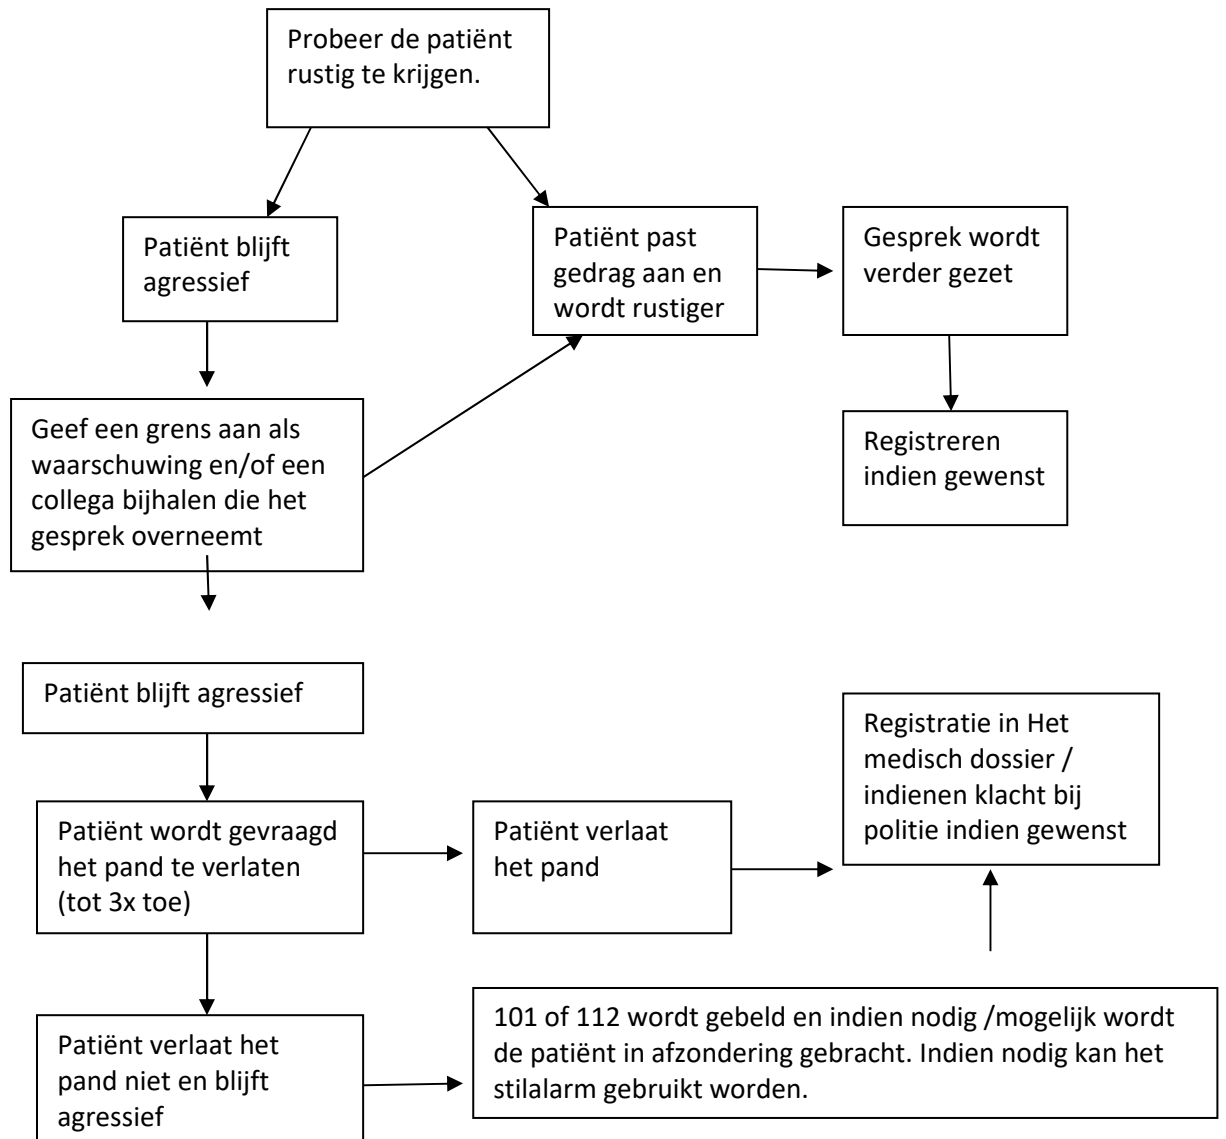 Probeer de patiënt
rustig te krijgen.
Patiënt blijft
agressief
Patiënt past
gedrag aan en
wordt rustiger
Gesprek wordt
verder gezet
Geef een grens aan als
waarschuwing en/of een
collega bijhalen die het
gesprek overneemt
Registreren
indien gewenst
Patiënt blijft agressief
Registratie in Het
medisch dossier /
indienen klacht bij
politie indien gewenst
Patiënt wordt gevraagd
het pand te verlaten
(tot 3x toe)
Patiënt verlaat
het pand
Patiënt verlaat het
pand niet en blijft
agressief
101 of 112 wordt gebeld en indien nodig /mogelijk wordt
de patiënt in afzondering gebracht. Indien nodig kan het
stilalarm gebruikt worden.